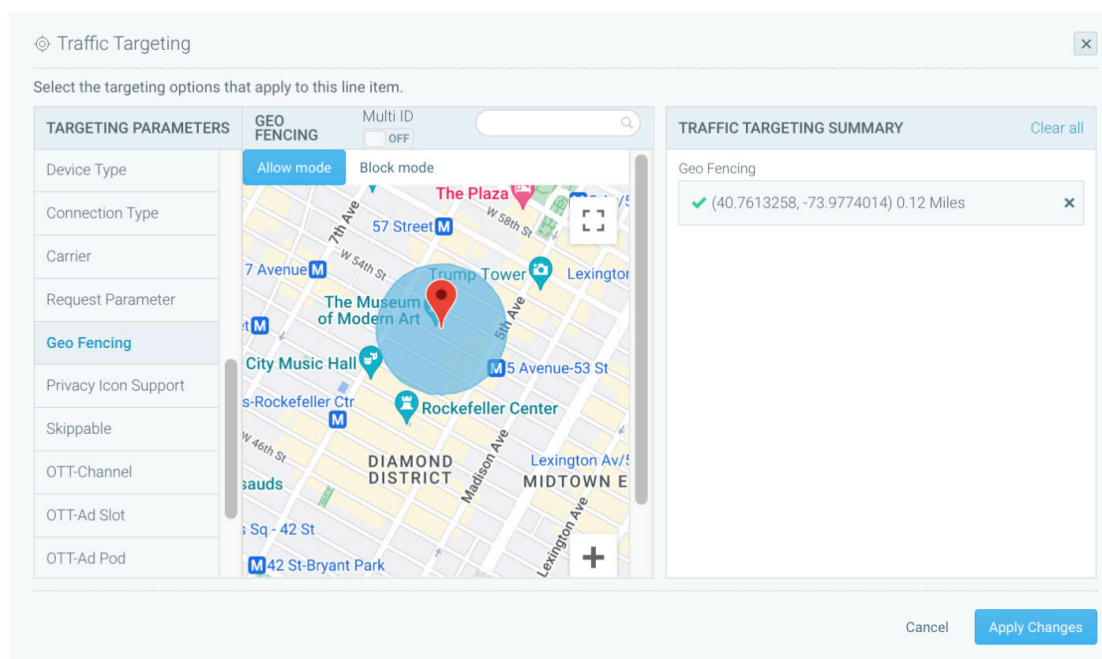 Traffic Targeting
Select the targeting options that apply to this line item.
TARGETING PARAMETERS
Device Type
Connection Type
Carrier
Request Parameter
Geo Fencing
Privacy Icon Support
Skippable
OTT-Channel
OTT-Ad Slot
OTT-Ad Pod
GEO
FENCING
Multi ID
OFF
Allow mode
Block mode
The Plaza
7th Ave
57 Street M
W 58th St
W 54th St
7 Avenue M
Trump Tower
Lexington
The Museum
of Modern Art
5th Ave
M
City Music Hall
M 5 Avenue-53 St
s-Rockefeller Ctr
M
Rockefeller Center
W 46th St
DIAMOND
DISTRICT
Madison Ave
Lexington Av/5
MIDTOWN E
sauds
s Sq - 42 St
Lexington Ave
M 42 St-Bryant Park
TRAFFIC TARGETING SUMMARY
Clear all
Geo Fencing
(40.7613258, -73.9774014) 0.12 Miles
Cancel
Apply Changes